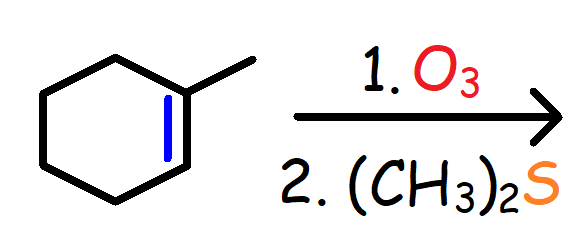 1. O₃
2. (CH₃)₂S